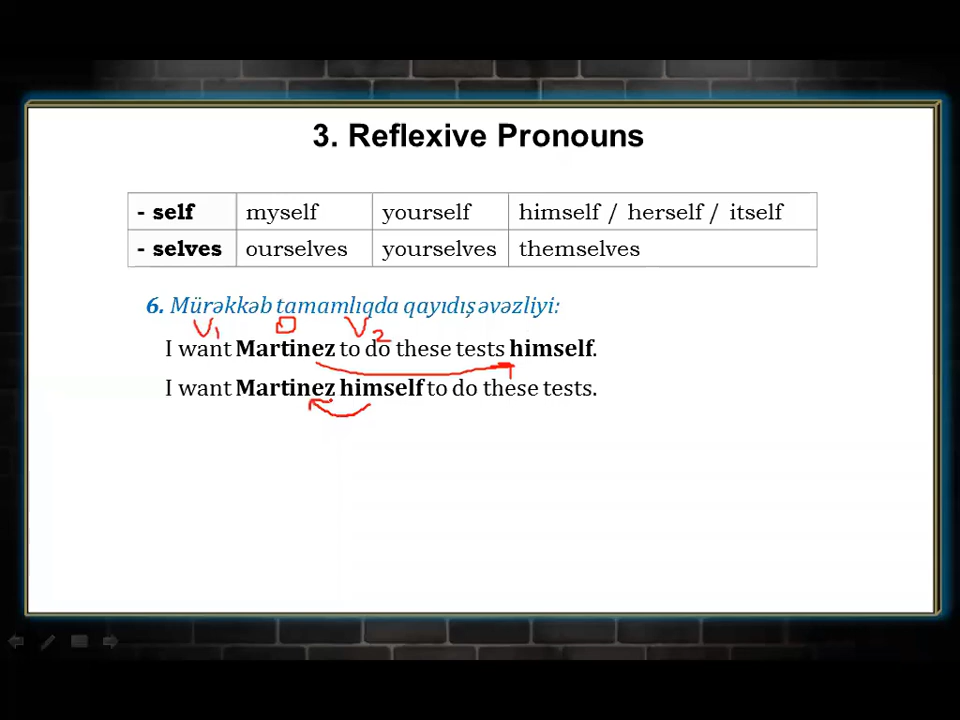 3. Reflexive Pronouns
- self myself yourself himself / herself / itself
- selves ourselves yourselves themselves
6. Mürəkkəb tamamlıqda qayıdış əvəzliyi:
V1 O V2
I want Martinez to do these tests himself.
I want Martinez himself to do these tests.